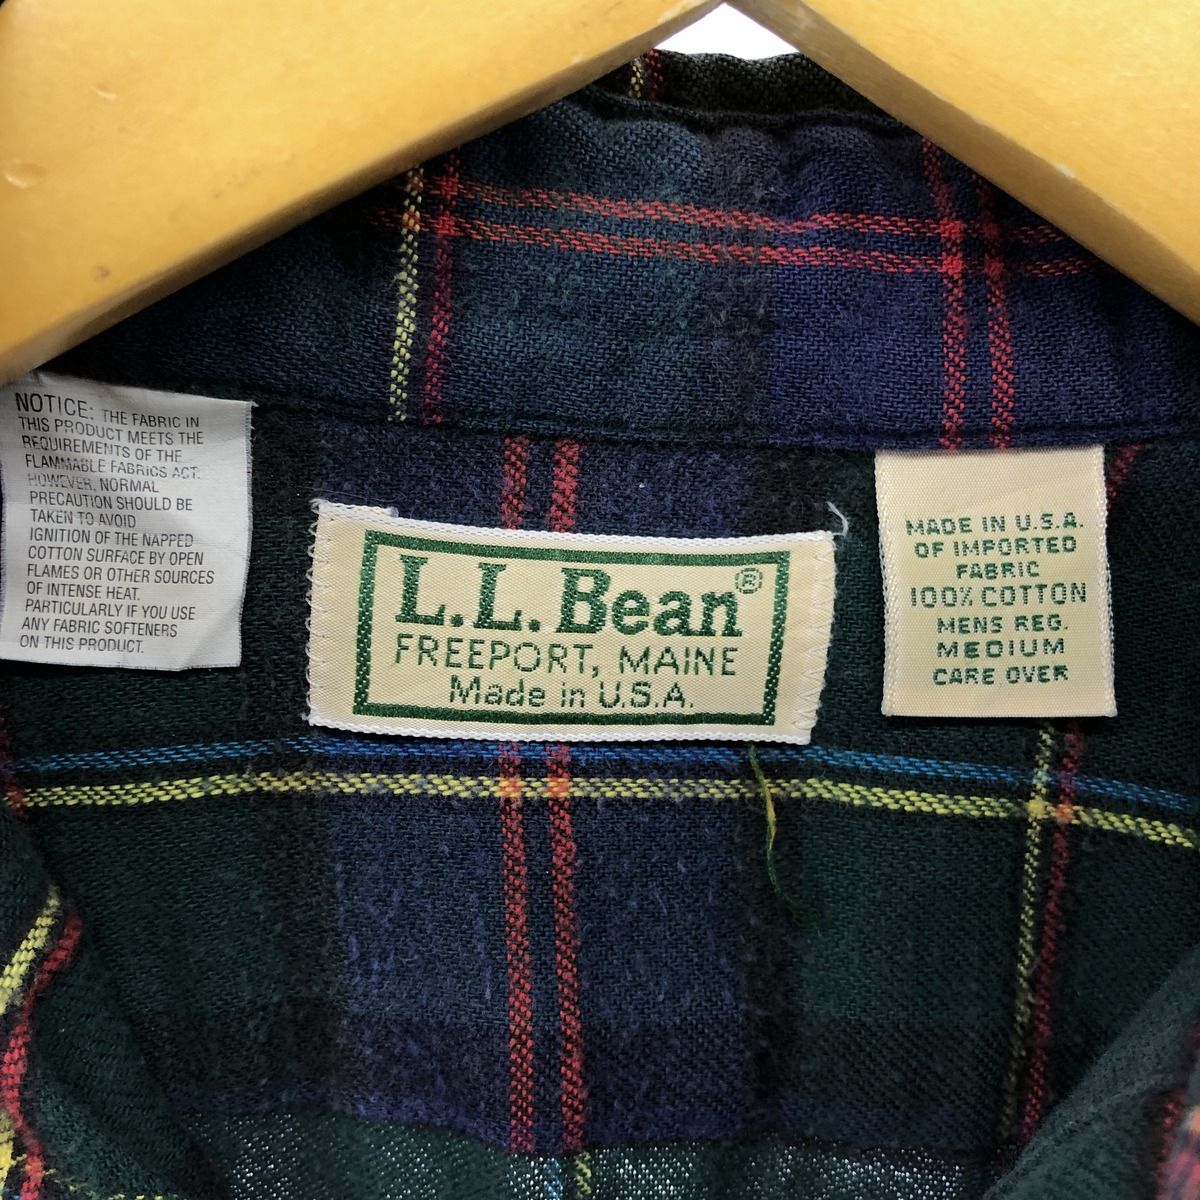 NOTICE: THE FABRIC IN
THIS PRODUCT MEETS THE
REQUIREMENTS OF THE
FLAMMABLE FABRICS ACT.
HOWEVER, NORMAL
PRECAUTION SHOULD BE
TAKEN TO AVOID
IGNITION OF THE NAPPED
COTTON SURFACE BY OPEN
FLAMES OR OTHER SOURCES
OF INTENSE HEAT.
PARTICULARLY IF YOU USE
ANY FABRIC SOFTENERS
ON THIS PRODUCT.
L.L.Bean®
FREEPORT, MAINE
Made in U.S.A.
MADE IN U.S.A.
OF IMPORTED
FABRIC
100% COTTON
MENS REG.
MEDIUM
CARE OVER